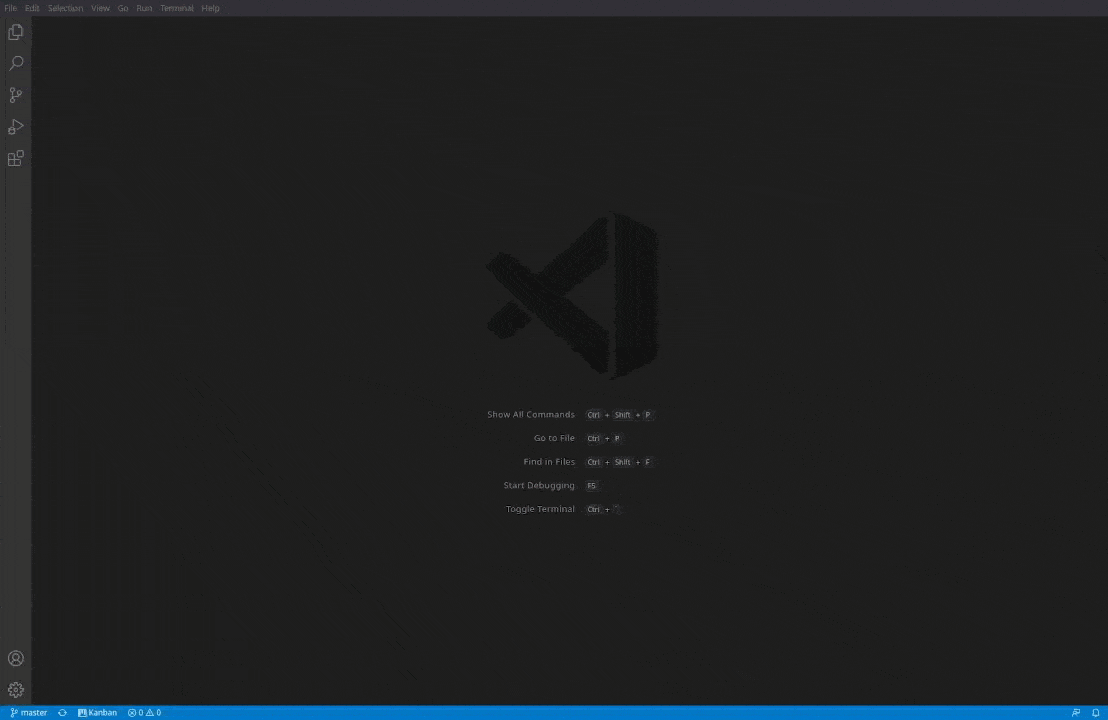 File Edit Selection View Go Run Terminal Help
Show All Commands Ctrl + Shift + P
Go to File Ctrl + P
Find in Files Ctrl + Shift + F
Start Debugging F5
Toggle Terminal Ctrl +
master Kanban 0 0